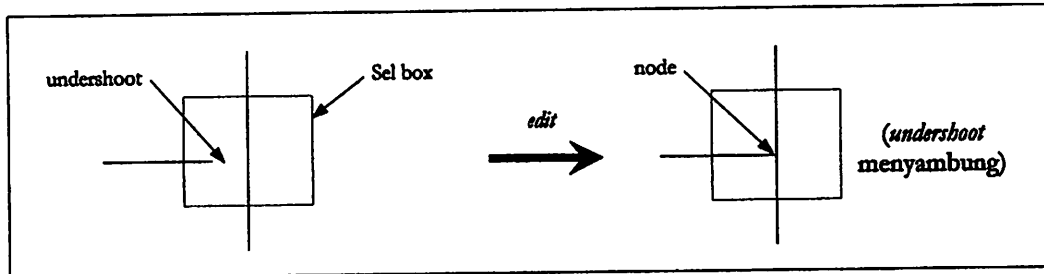 undershoot
Sel box
edit
node
(undershoot
menyambung)